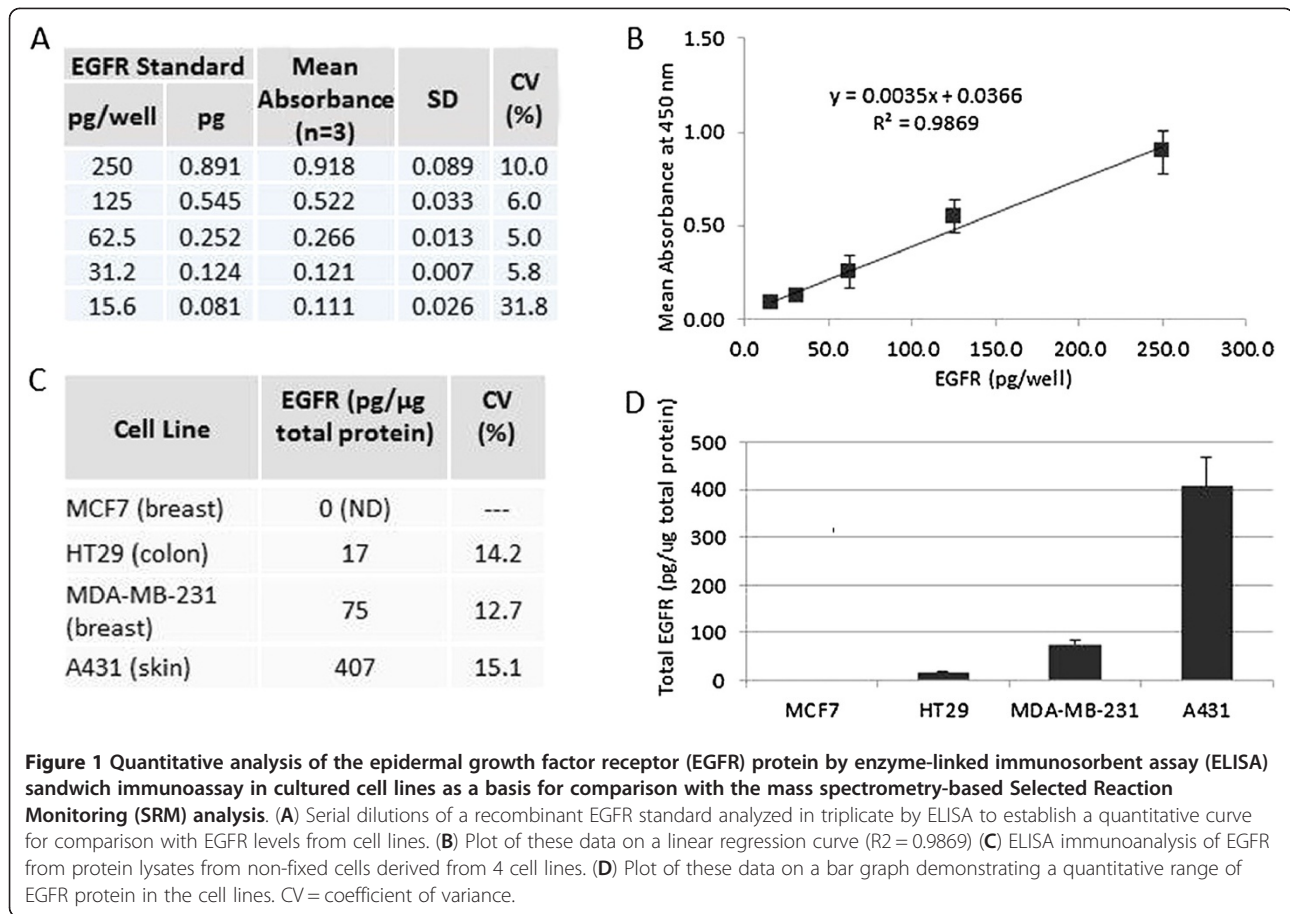 A
EGFR Standard Mean Absorbance (n=3) SD CV (%)
pg/well pg
250 0.891 0.918 0.089 10.0
125 0.545 0.522 0.033 6.0
62.5 0.252 0.266 0.013 5.0
31.2 0.124 0.121 0.007 5.8
15.6 0.081 0.111 0.026 31.8
B
Mean Absorbance at 450 nm
1.50
1.00
0.50
0.00
y = 0.0035x + 0.0366
R² = 0.9869
0.0 50.0 100.0 150.0 200.0 250.0 300.0
EGFR (pg/well)
C
Cell Line EGFR (pg/µg total protein) CV (%)
MCF7 (breast) 0 (ND) ---
HT29 (colon) 17 14.2
MDA-MB-231 (breast) 75 12.7
A431 (skin) 407 15.1
D
Total EGFR (pg/ug total protein)
500
400
300
200
100
0
MCF7 HT29 MDA-MB-231 A431
Figure 1 Quantitative analysis of the epidermal growth factor receptor (EGFR) protein by enzyme-linked immunosorbent assay (ELISA)
sandwich immunoassay in cultured cell lines as a basis for comparison with the mass spectrometry-based Selected Reaction
Monitoring (SRM) analysis. (A) Serial dilutions of a recombinant EGFR standard analyzed in triplicate by ELISA to establish a quantitative curve
for comparison with EGFR levels from cell lines. (B) Plot of these data on a linear regression curve (R2 = 0.9869) (C) ELISA immunoanalysis of EGFR
from protein lysates from non-fixed cells derived from 4 cell lines. (D) Plot of these data on a bar graph demonstrating a quantitative range of
EGFR protein in the cell lines. CV = coefficient of variance.